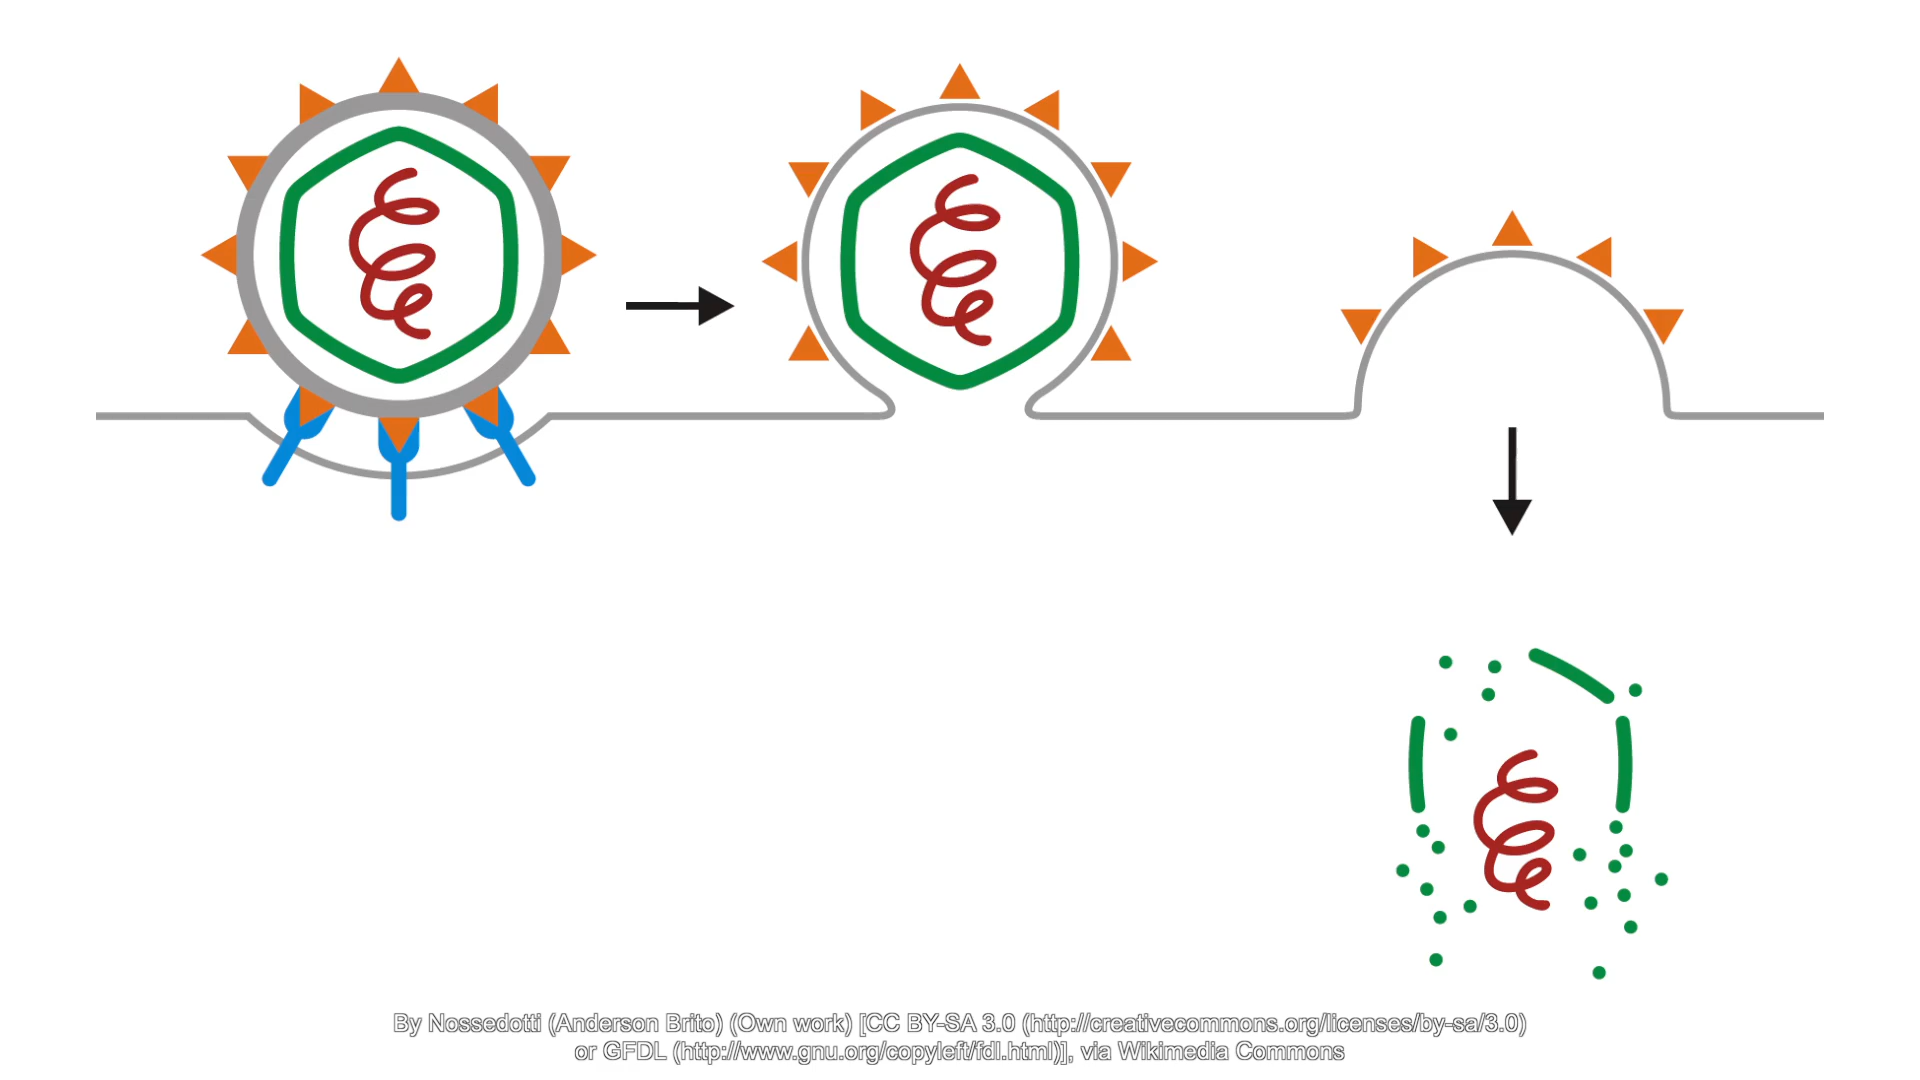 By Nossedotti (Anderson Brito) (Own work) [CC BY-SA 3.0 (http://creativecommons.org/licenses/by-sa/3.0)
or GFDL (http://www.gnu.org/copyleft/fdl.html)], via Wikimedia Commons